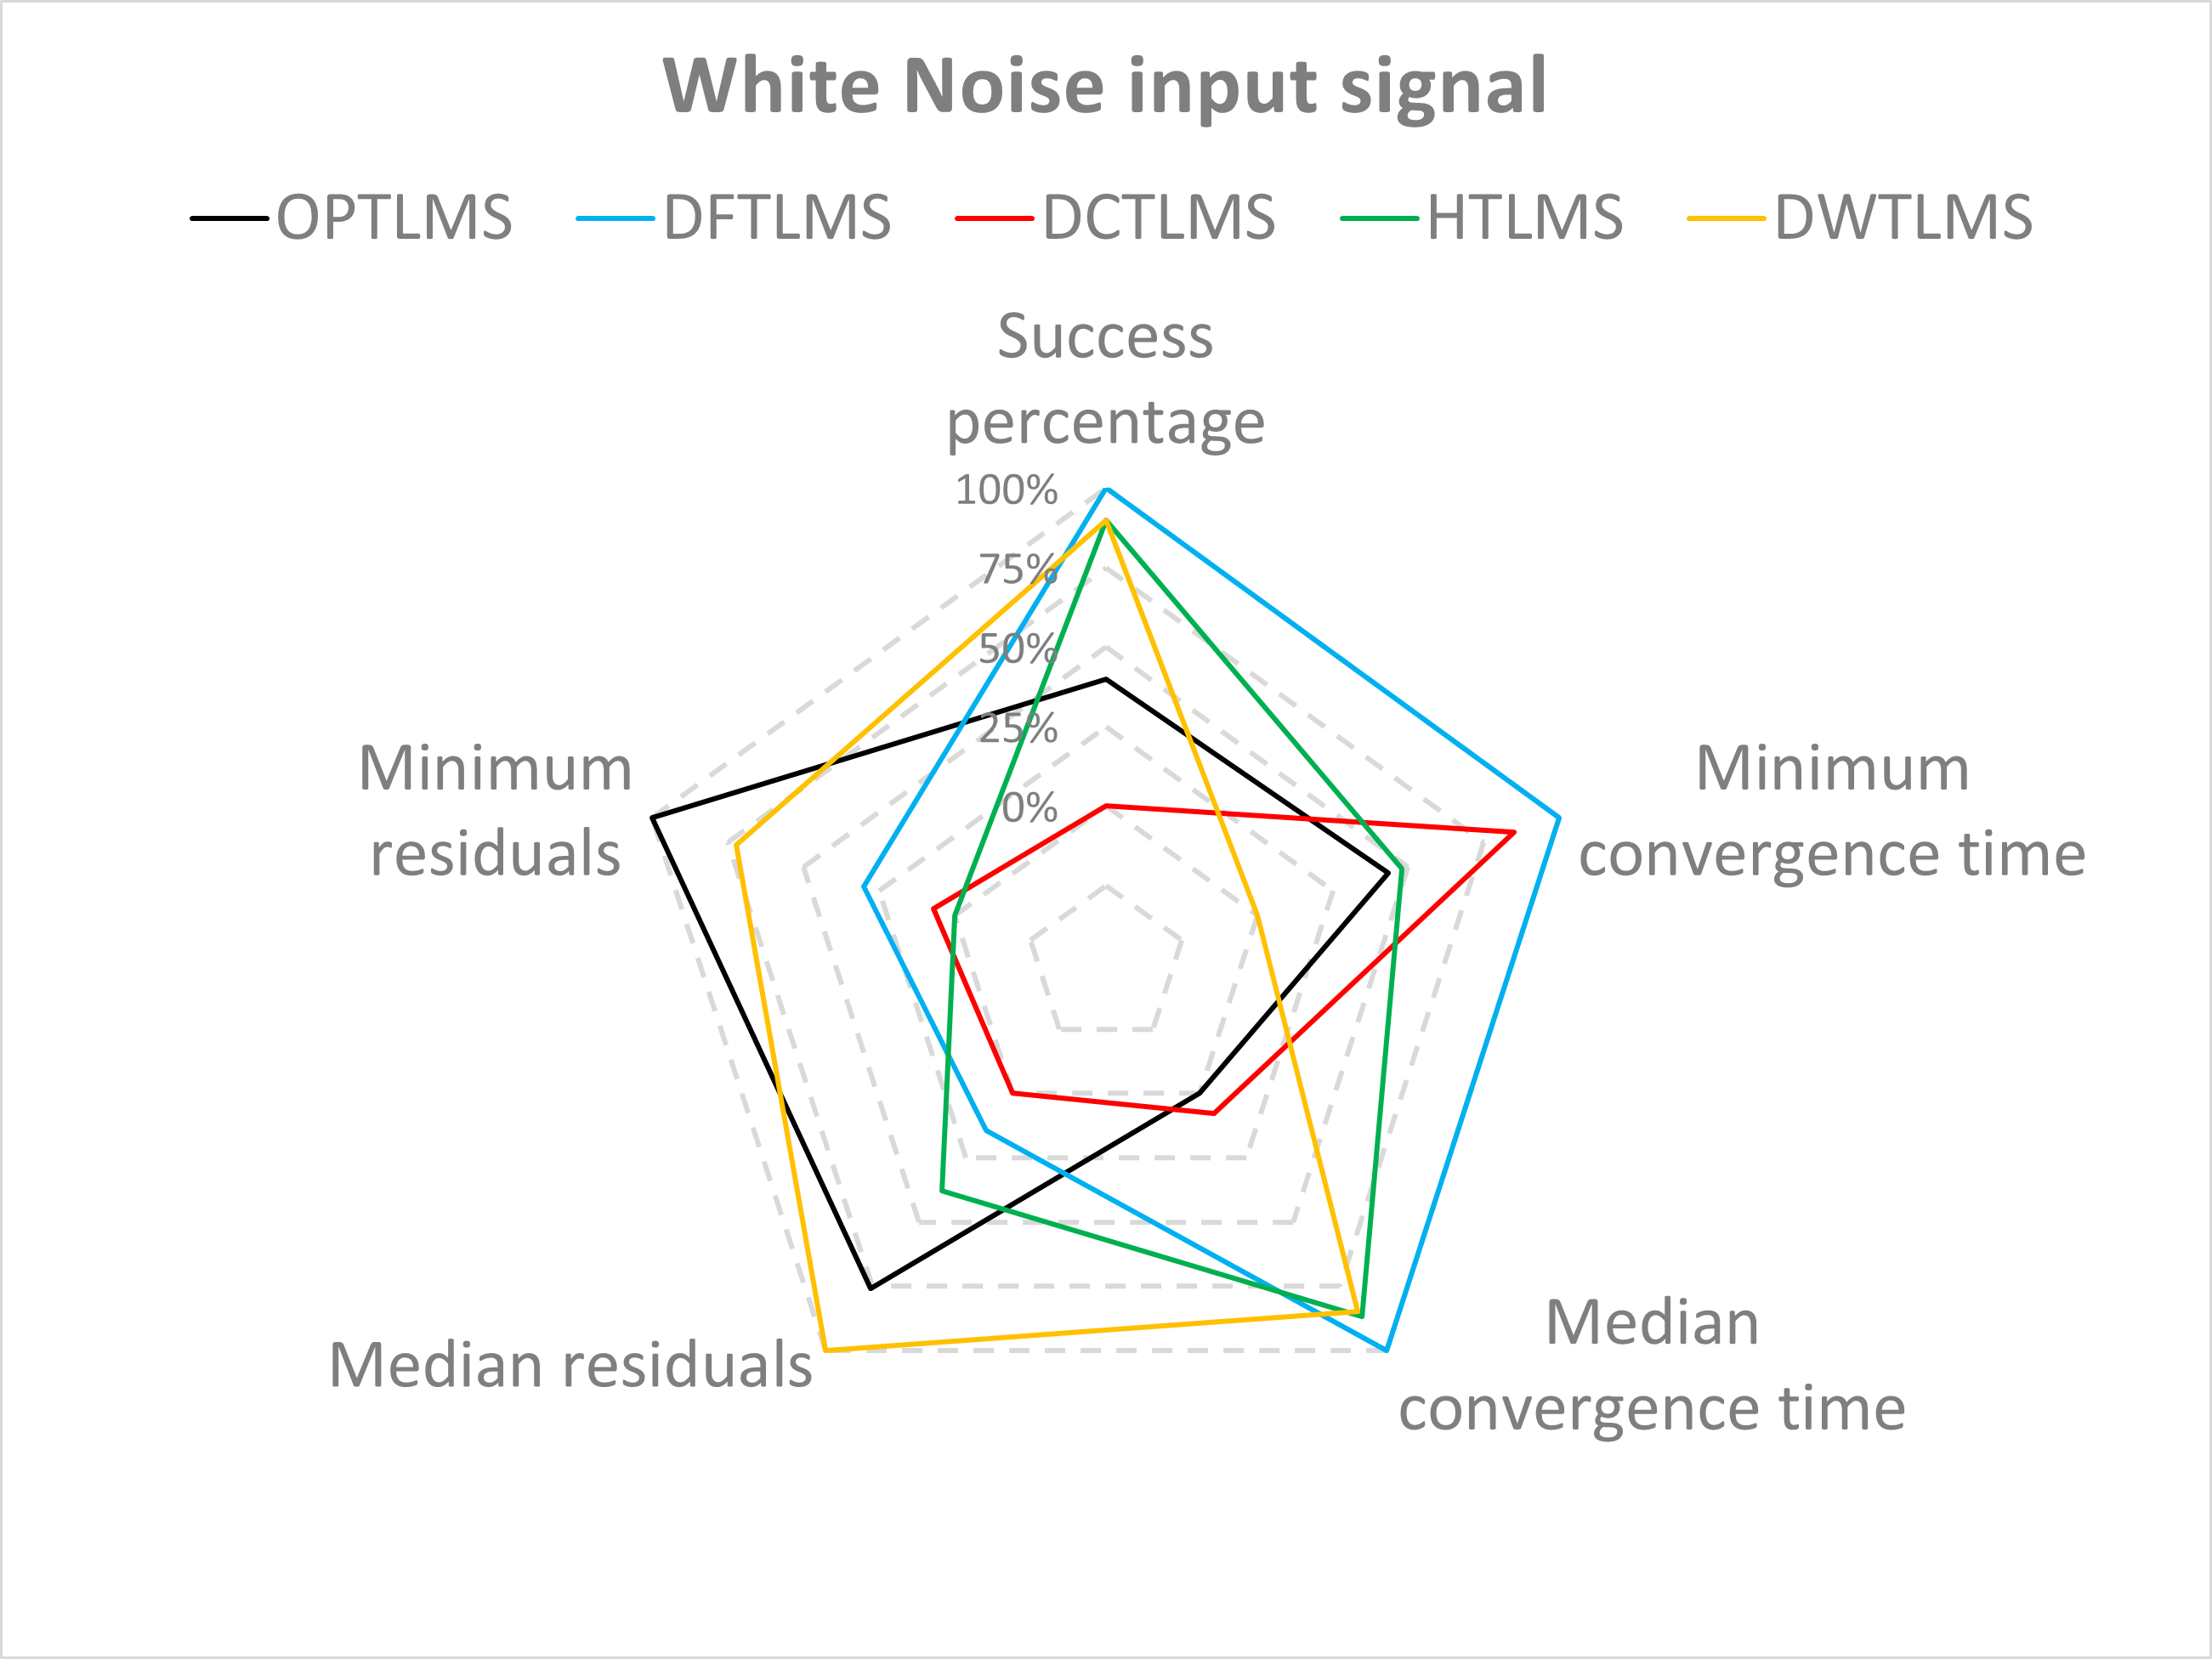 White Noise input signal
OPTLMS DFTLMS DCTLMS HTLMS DWTLMS
Success
percentage
100%
75%
50%
25%
0%
Minimum
convergence time
Median
convergence time
Median residuals
Minimum
residuals